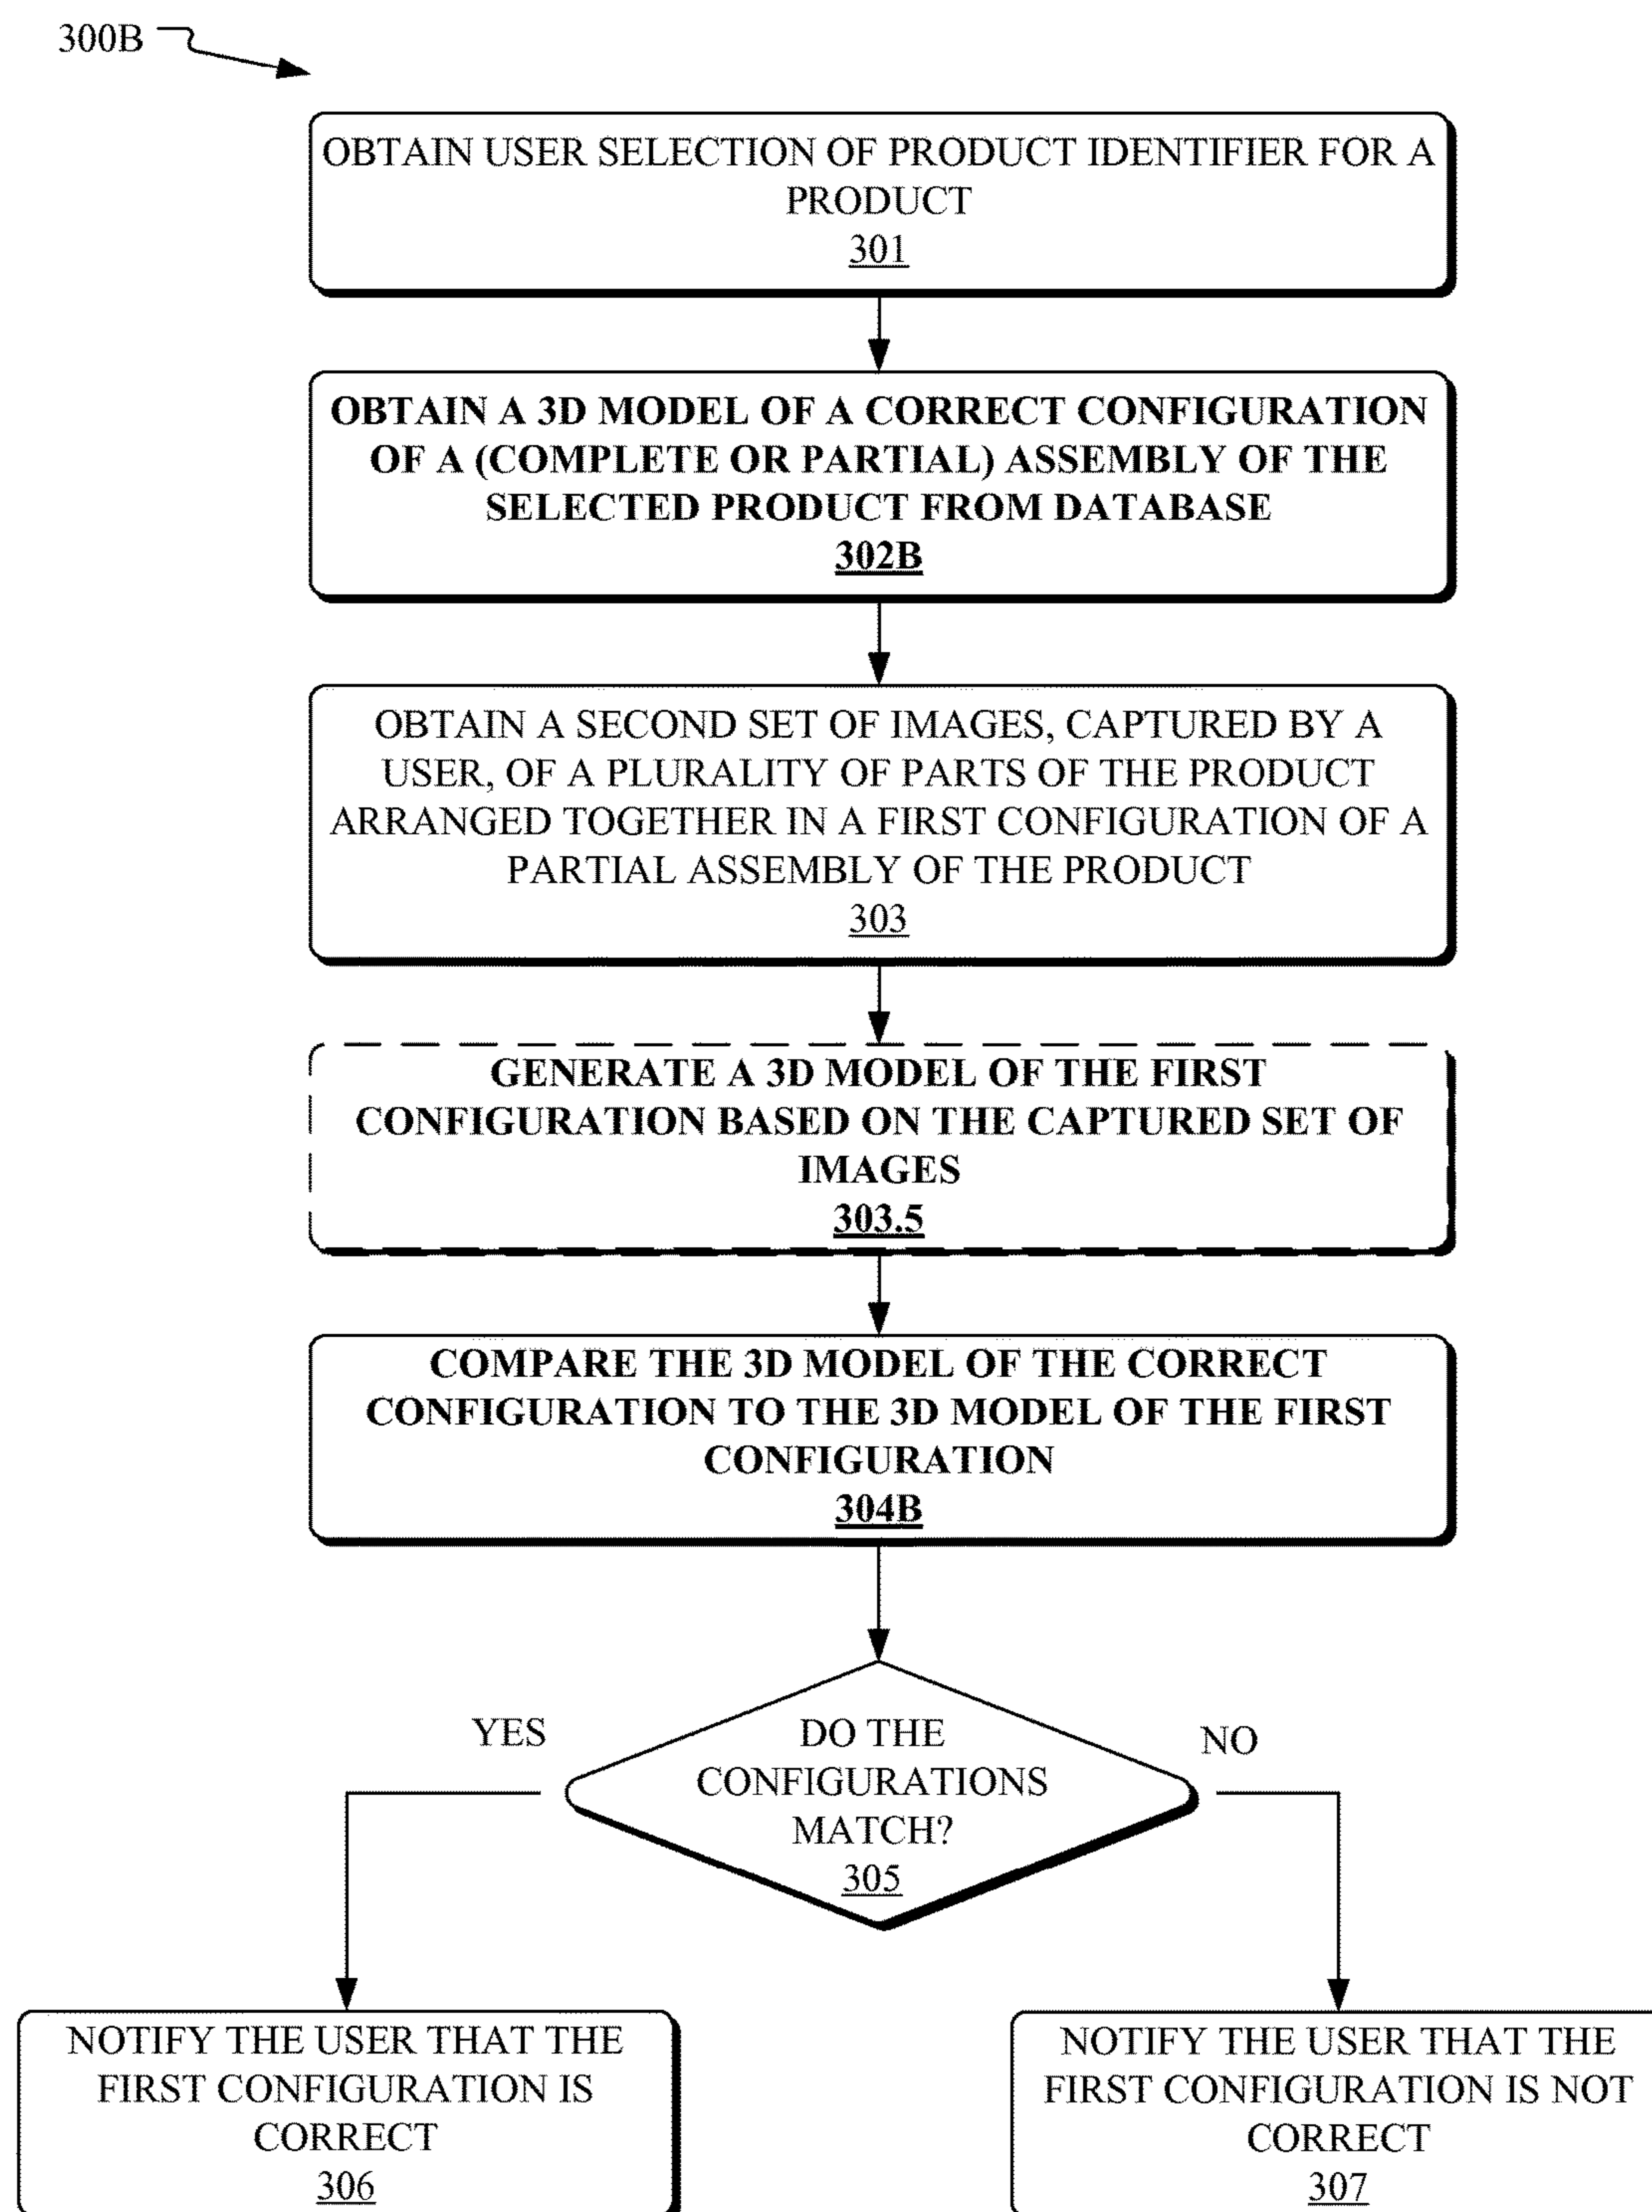 300B
OBTAIN USER SELECTION OF PRODUCT IDENTIFIER FOR A
PRODUCT
301
OBTAIN A 3D MODEL OF A CORRECT CONFIGURATION
OF A (COMPLETE OR PARTIAL) ASSEMBLY OF THE
SELECTED PRODUCT FROM DATABASE
302B
OBTAIN A SECOND SET OF IMAGES, CAPTURED BY A
USER, OF A PLURALITY OF PARTS OF THE PRODUCT
ARRANGED TOGETHER IN A FIRST CONFIGURATION OF A
PARTIAL ASSEMBLY OF THE PRODUCT
303
GENERATE A 3D MODEL OF THE FIRST
CONFIGURATION BASED ON THE CAPTURED SET OF
IMAGES
303.5
COMPARE THE 3D MODEL OF THE CORRECT
CONFIGURATION TO THE 3D MODEL OF THE FIRST
CONFIGURATION
304B
YES
DO THE
CONFIGURATIONS
MATCH?
305
NO
NOTIFY THE USER THAT THE
FIRST CONFIGURATION IS
CORRECT
306
NOTIFY THE USER THAT THE
FIRST CONFIGURATION IS NOT
CORRECT
307